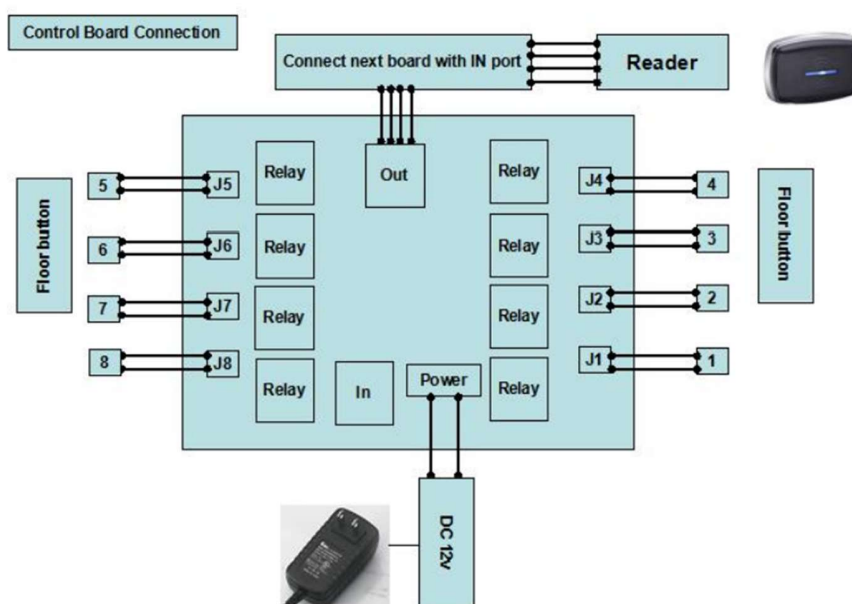 Control Board Connection
Connect next board with IN port
Reader
Relay
Out
Relay
5
J5
J4
4
Floor button
Floor button
6
J6
Relay
Relay
J3
3
7
J7
Relay
Relay
J2
2
8
J8
Relay
In
Power
Relay
J1
1
DC 12v